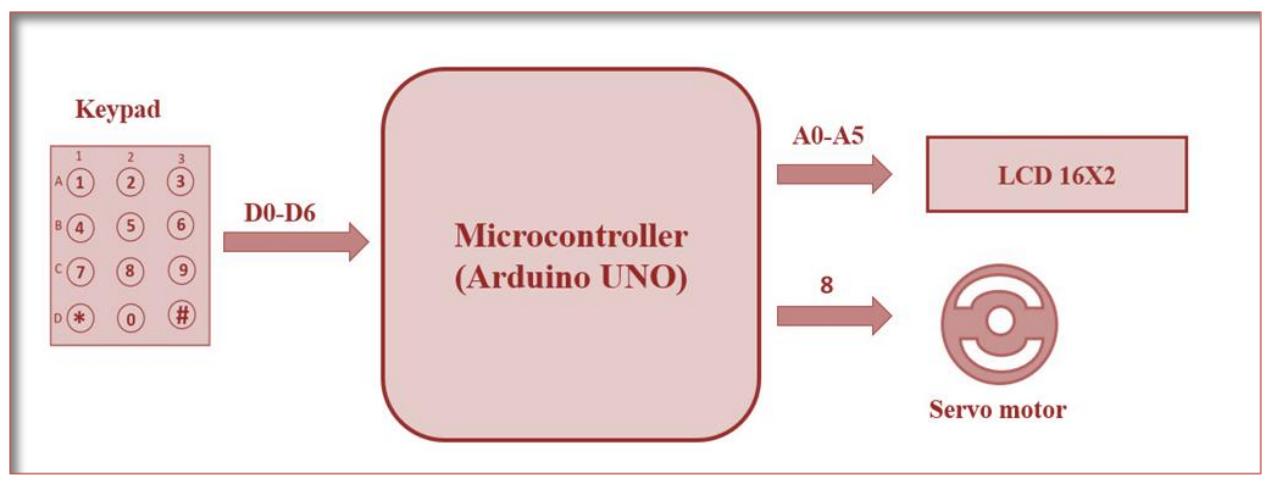 Keypad
1 2 3
A 1 2 3
B 4 5 6
C 7 8 9
D * 0 #
D0-D6
Microcontroller
(Arduino UNO)
A0-A5
LCD 16X2
8
Servo motor